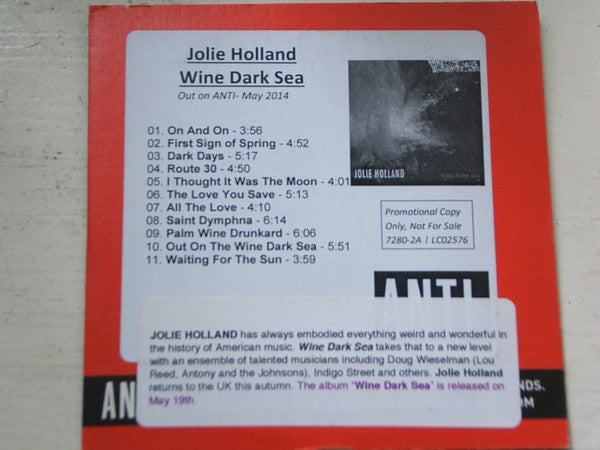 Jolie Holland
Wine Dark Sea
Out on ANTI- May 2014
01. On And On - 3:56
02. First Sign of Spring - 4:52
03. Dark Days - 5:17
04. Route 30 - 4:50
05. I Thought It Was The Moon - 4:01
06. The Love You Save - 5:13
07. All The Love - 4:10
08. Saint Dymphna - 6:14
09. Palm Wine Drunkard - 6:06
10. Out On The Wine Dark Sea - 5:51
11. Waiting For The Sun - 3:59
JOLIE HOLLAND WINE DARK SEA
Promotional Copy
Only, Not For Sale
7280-2A | LC02576
ANTI
JOLIE HOLLAND has always embodied everything weird and wonderful in
the history of American music. Wine Dark Sea takes that to a new level
with an ensemble of talented musicians including Doug Wieselman (Lou
Reed, Antony and the Johnsons), Indigo Street and others. Jolie Holland
returns to the UK this autumn. The album 'Wine Dark Sea' is released on
May 19th.
AN NDS.
OM